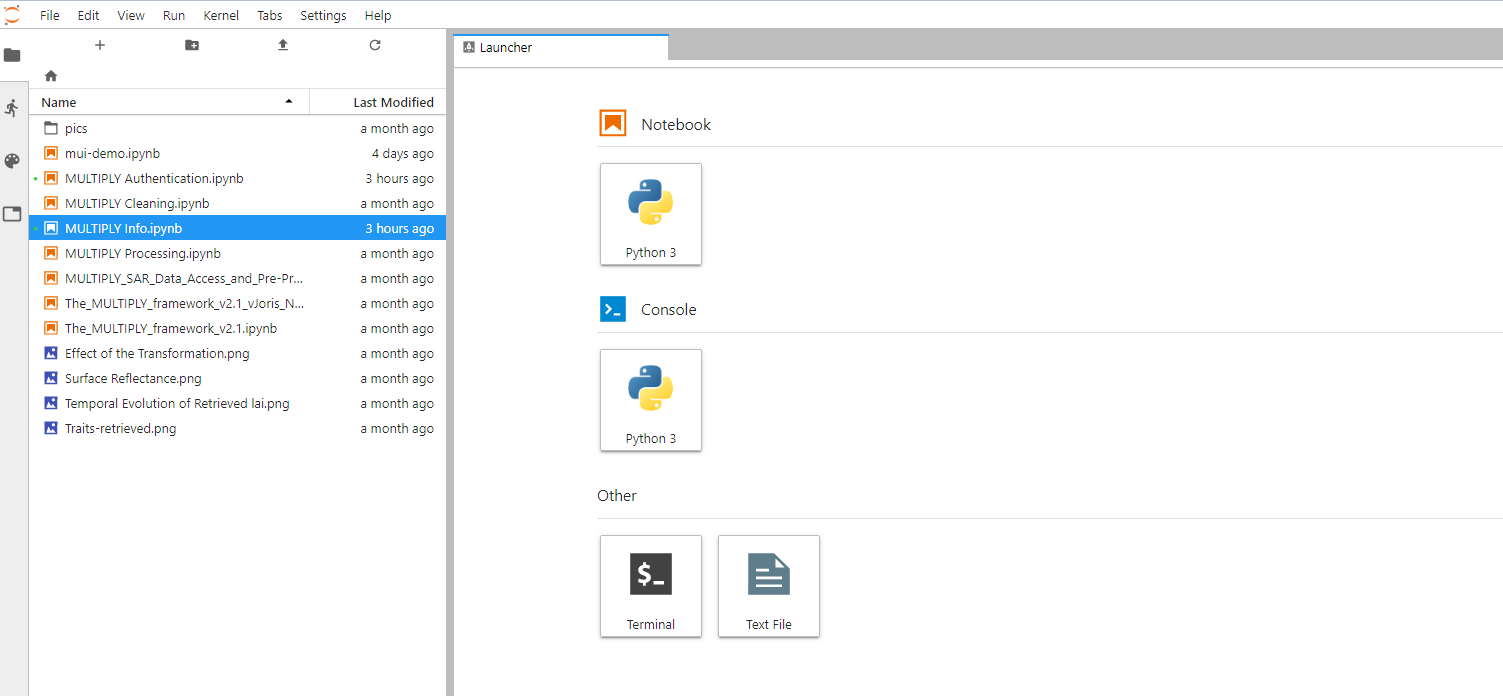 File Edit View Run Kernel Tabs Settings Help
Launcher
Name Last Modified
pics a month ago
mui-demo.ipynb 4 days ago
MULTIPLY Authentication.ipynb 3 hours ago
MULTIPLY Cleaning.ipynb a month ago
MULTIPLY Info.ipynb 3 hours ago
MULTIPLY Processing.ipynb a month ago
MULTIPLY_SAR_Data_Access_and_Pre-Pr... a month ago
The_MULTIPLY_framework_v2.1_vJoris_N... a month ago
The_MULTIPLY_framework_v2.1.ipynb a month ago
Effect of the Transformation.png a month ago
Surface Reflectance.png a month ago
Temporal Evolution of Retrieved lai.png a month ago
Traits-retrieved.png a month ago
Notebook
Python 3
Console
Python 3
Other
$_
Terminal Text File